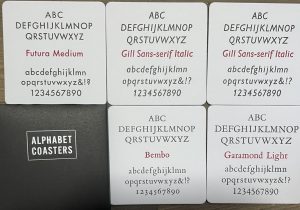 ABC
DEFGHIJKLMNOP
QRSTUVWXYZ
Futura Medium
abcdefghijklmn
opqrstuvwxyz&!?
1234567890
ABC
DEFGHIJKLMNOP
QRSTUVWXYZ
Gill Sans-serif Italic
abcdefghijklmn
opqrstuvwxyz&!?
1234567890
ABC
DEFGHIJKLMNOP
QRSTUVWXYZ
Gill Sans-serif Italic
abcdefghijklmn
opqrstuvwxyz&!?
1234567890
ALPHABET
COASTERS
ABC
DEFGHIJKLMNOP
QRSTUVWXYZ
Bembo
abcdefghijklmn
opqrstuvwxyz&!?
1234567890
ABC
DEFGHIJKLMNOP
QRSTUVWXYZ
Garamond Light
abcdefghijklmn
opqrstuvwxyz&!?
1234567890